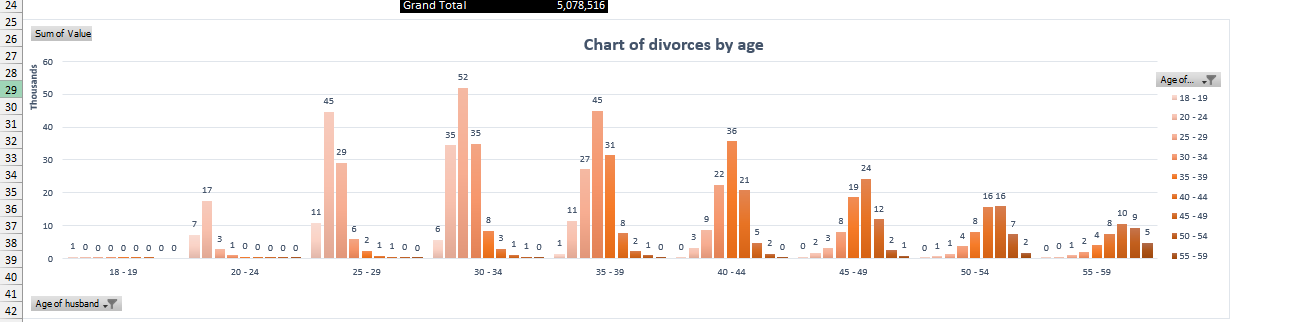 24
25
26
27
28
29
30
31
32
33
34
35
36
37
38
39
40
41
42
Grand Total 5,078,516
Sum of Value
Chart of divorces by age
Thousands
60
50
40
30
20
10
0
1 0 0 0 0 0 0 0 0
7 17 3 1 0 0 0 0 0
11 45 29 6 2 1 1 0 0
6 35 52 35 8 3 1 1 0
1 11 27 45 31 8 2 1 0
0 3 9 22 36 21 5 2 0
0 2 3 8 19 24 12 2 1
0 1 1 4 8 16 16 7 2
0 0 1 2 4 8 10 9 5
18 - 19 20 - 24 25 - 29 30 - 34 35 - 39 40 - 44 45 - 49 50 - 54 55 - 59
Age of...
18 - 19
20 - 24
25 - 29
30 - 34
35 - 39
40 - 44
45 - 49
50 - 54
55 - 59
Age of husband